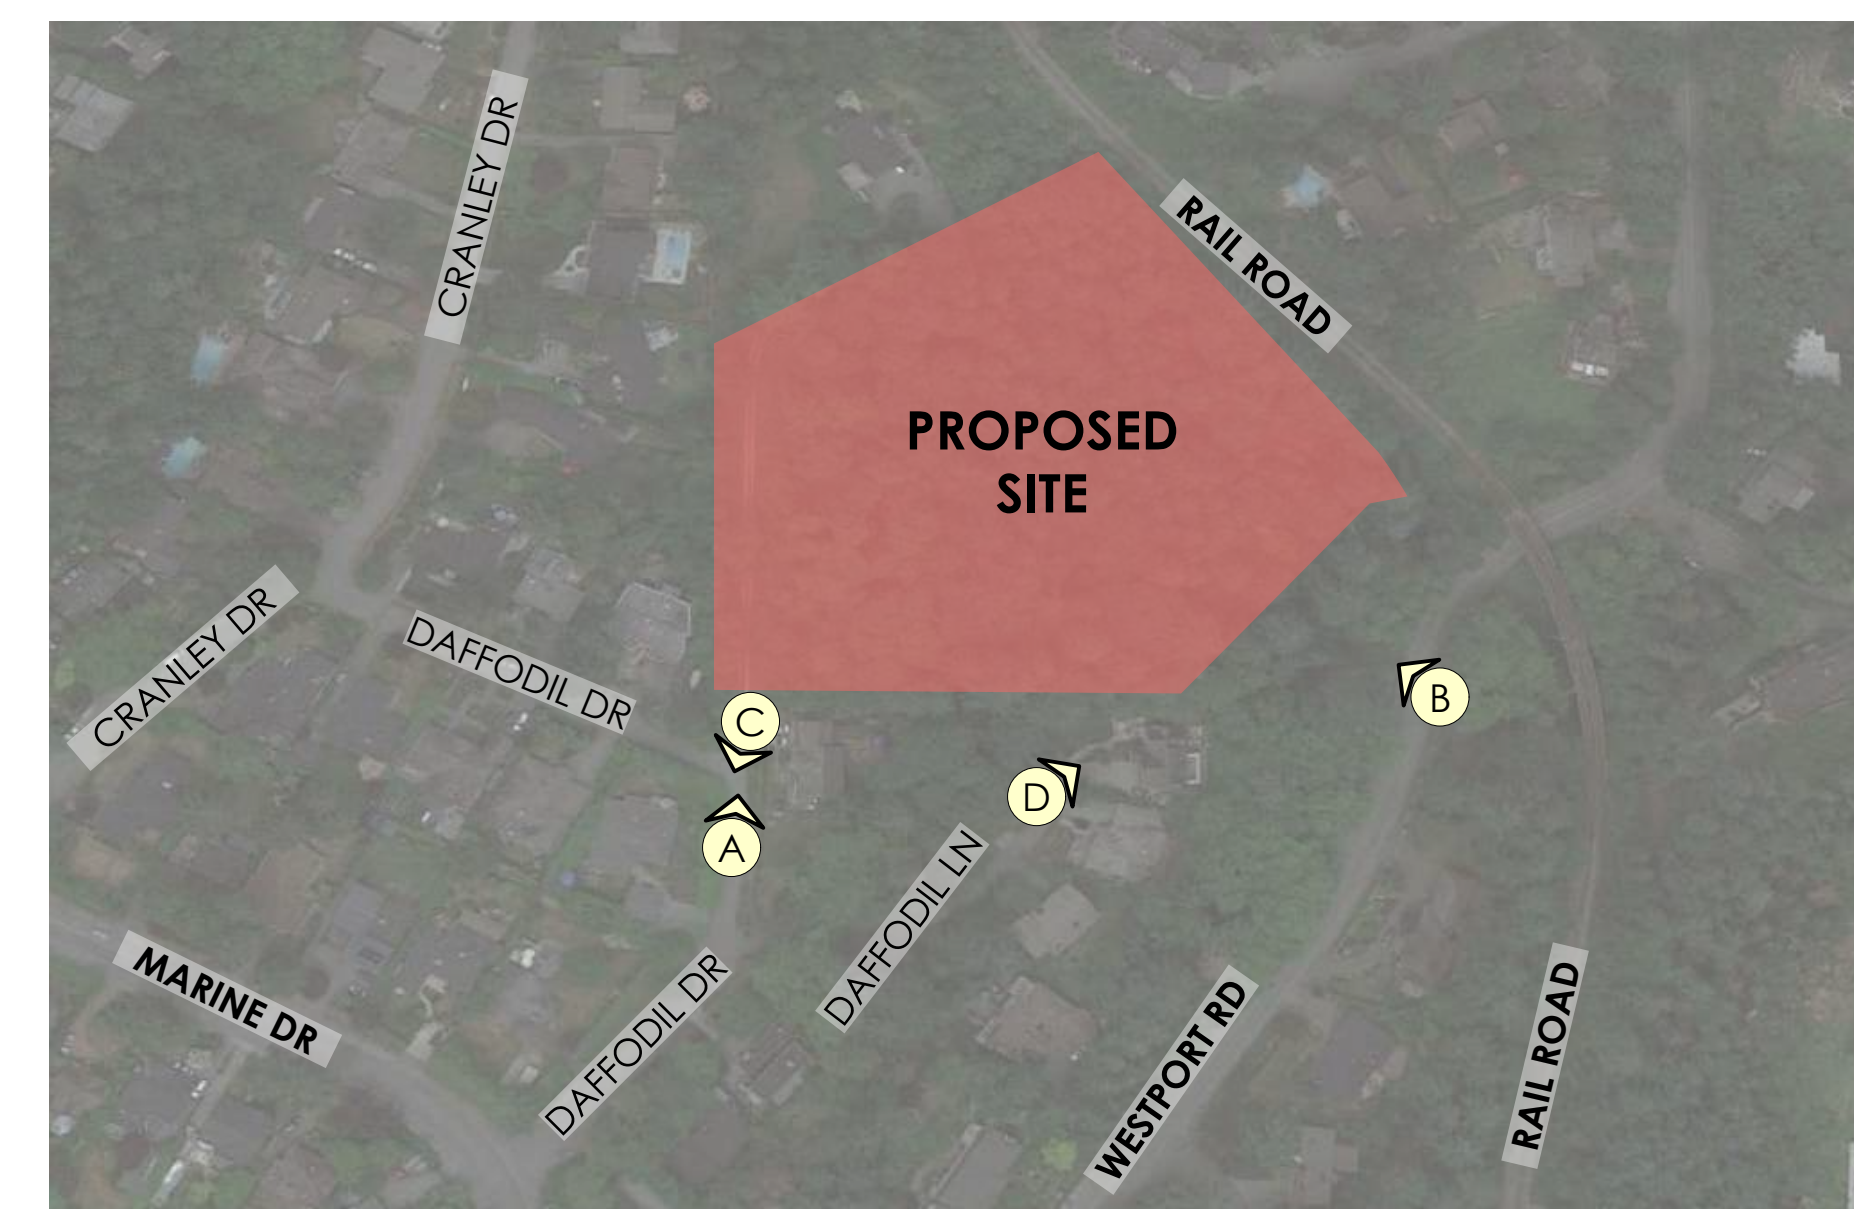 CRANLEY DR
RAIL ROAD
PROPOSED
SITE
CRANLEY DR
DAFFODIL DR
C
B
D
A
DAFFODIL LN
MARINE DR
DAFFODIL DR
WESTPORT RD
RAIL ROAD